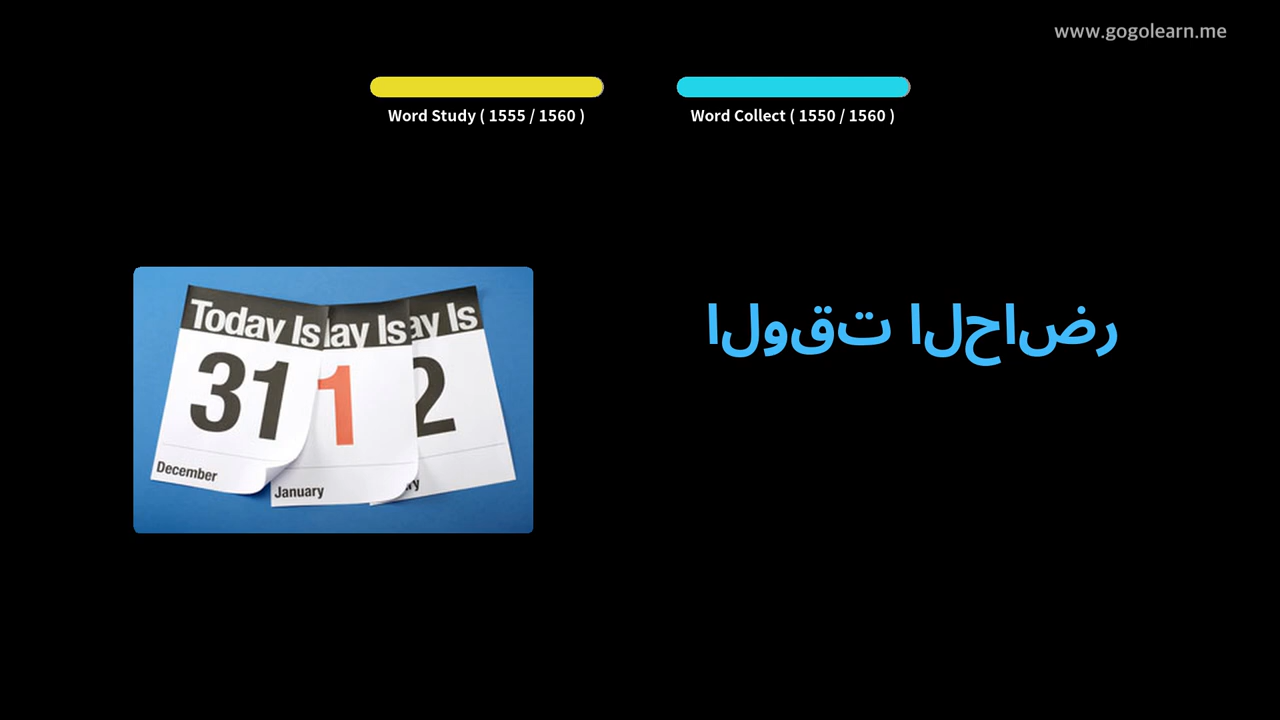 www.gogolearn.me
Word Study ( 1555 / 1560 )
Word Collect ( 1550 / 1560 )
الوقت الحاضر
Today Is
31
December
ay Is
1
January
ay Is
2
ry